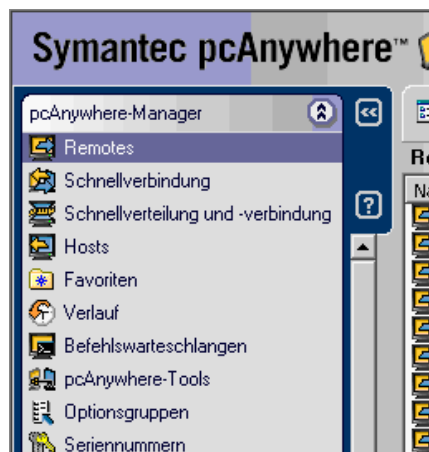 Symantec pcAnywhere™
pcAnywhere-Manager
Remotes
Schnellverbindung
Schnellverteilung und -verbindung
Hosts
Favoriten
Verlauf
Befehlswarteschlangen
pcAnywhere-Tools
Optionsgruppen
Seriennummern